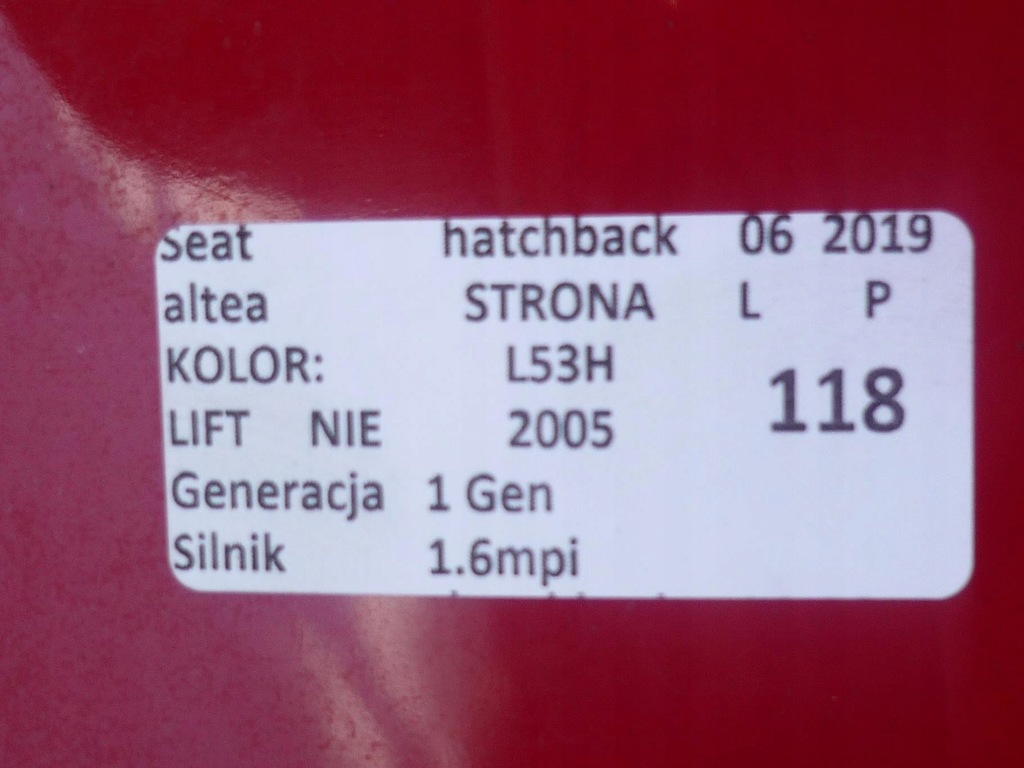 Seat hatchback 06 2019
altea STRONA L P
KOLOR: L53H
118
LIFT NIE 2005
Generacja 1 Gen
Silnik 1.6mpi